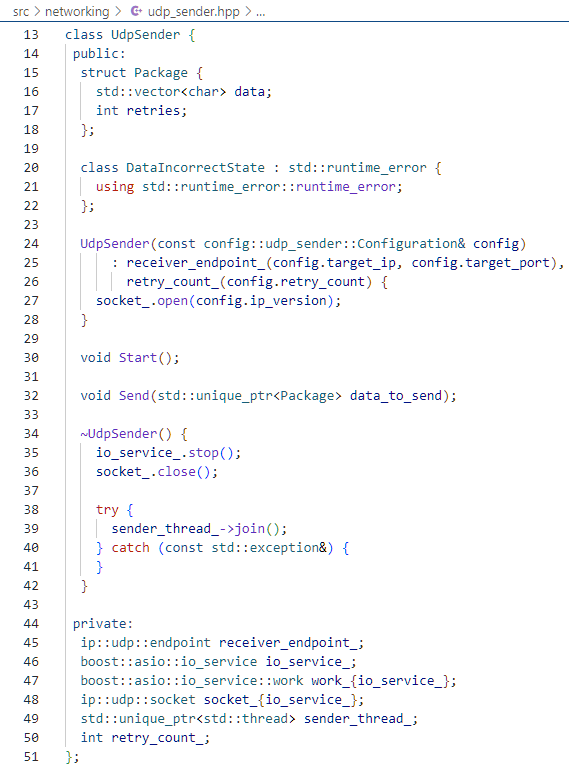 src > networking > udp_sender.hpp > ...
13 class UdpSender {
14  public:
15   struct Package {
16     std::vector<char> data;
17     int retries;
18   };
19
20   class DataIncorrectState : std::runtime_error {
21     using std::runtime_error::runtime_error;
22   };
23
24   UdpSender(const config::udp_sender::Configuration& config)
25       : receiver_endpoint_(config.target_ip, config.target_port),
26         retry_count_(config.retry_count) {
27     socket_.open(config.ip_version);
28   }
29
30   void Start();
31
32   void Send(std::unique_ptr<Package> data_to_send);
33
34   ~UdpSender() {
35     io_service_.stop();
36     socket_.close();
37
38     try {
39       sender_thread_->join();
40     } catch (const std::exception&) {
41     }
42   }
43
44  private:
45   ip::udp::endpoint receiver_endpoint_;
46   boost::asio::io_service io_service_;
47   boost::asio::io_service::work work_{io_service_};
48   ip::udp::socket socket_{io_service_};
49   std::unique_ptr<std::thread> sender_thread_;
50   int retry_count_;
51 };